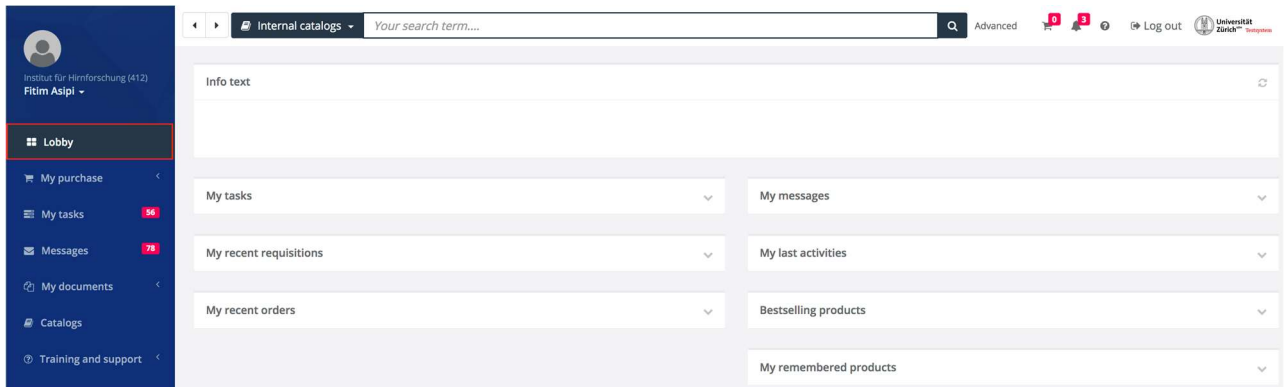 Institut für Hirnforschung (412)
Fitim Asipi
Lobby
My purchase
My tasks 56
Messages 78
My documents
Catalogs
Training and support
Internal catalogs Your search term.... Advanced 0 3 Log out Universität
Zürich UZH Testsystem
Info text
My tasks
My messages
My recent requisitions
My last activities
My recent orders
Bestselling products
My remembered products